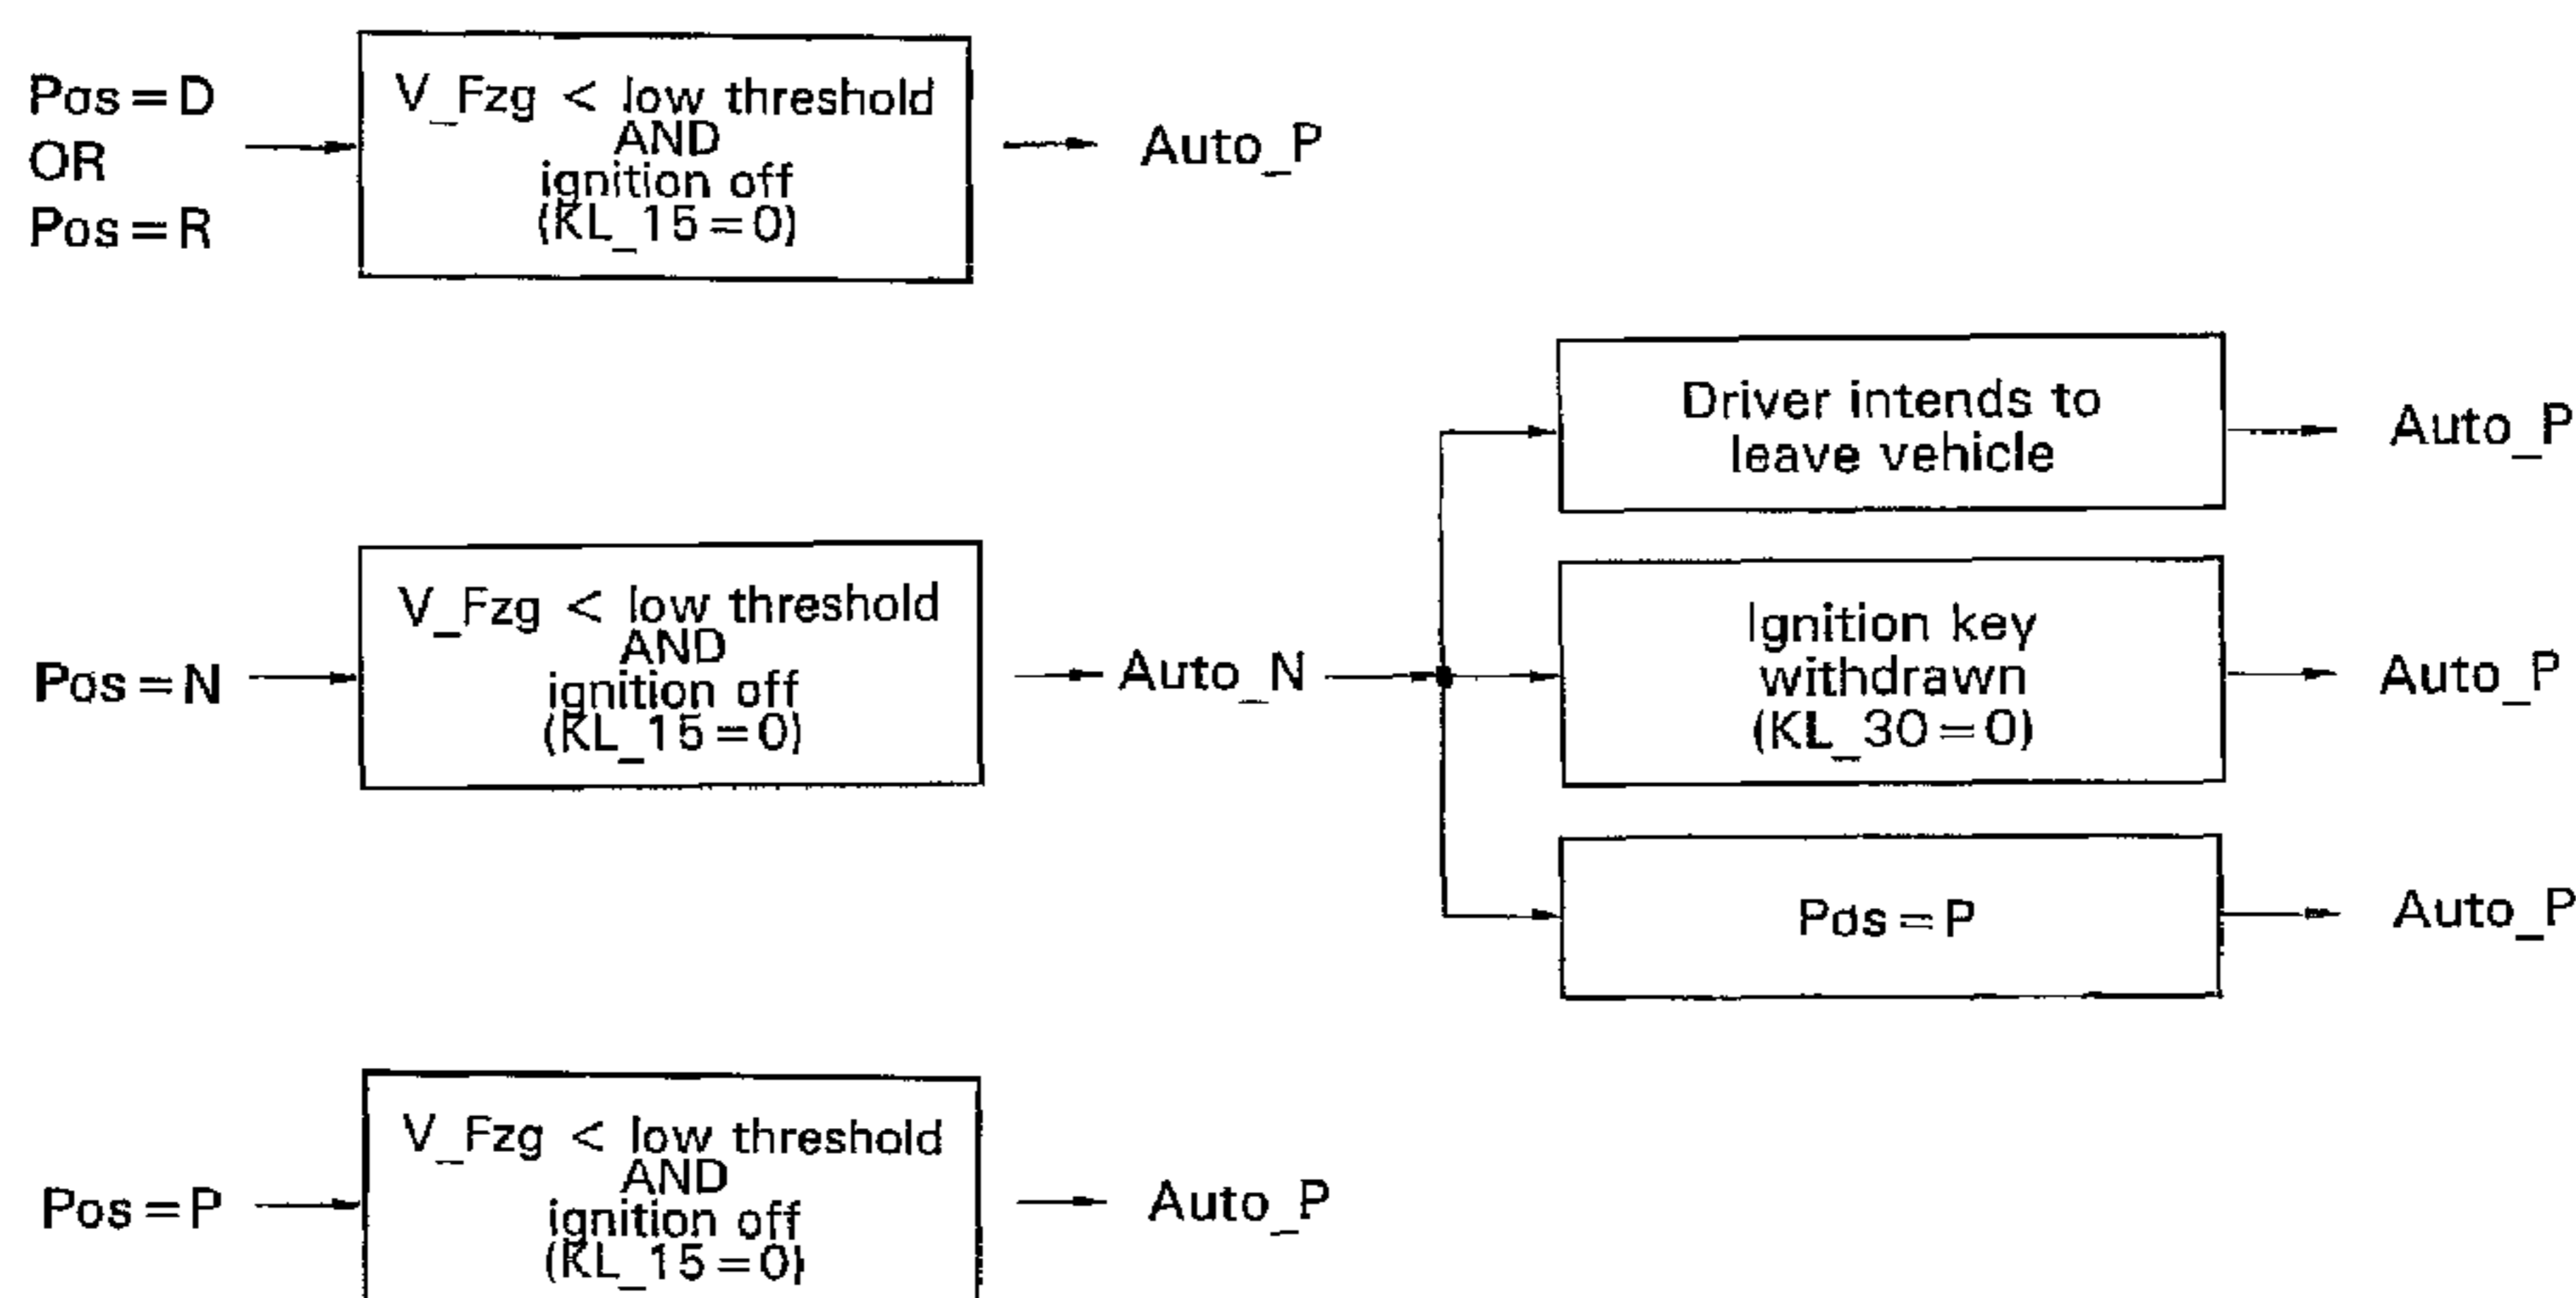 Pos=D
OR
Pos=R
V_Fzg < low threshold
AND
ignition off
(KL_15=0)
Auto_P
Driver intends to
leave vehicle
Auto_P
Pos=N
V_Fzg < low threshold
AND
ignition off
(KL_15=0)
Auto_N
Ignition key
withdrawn
(KL_30=0)
Auto_P
Pos=P
Auto_P
Pos=P
V_Fzg < low threshold
AND
ignition off
(KL_15=0)
Auto_P